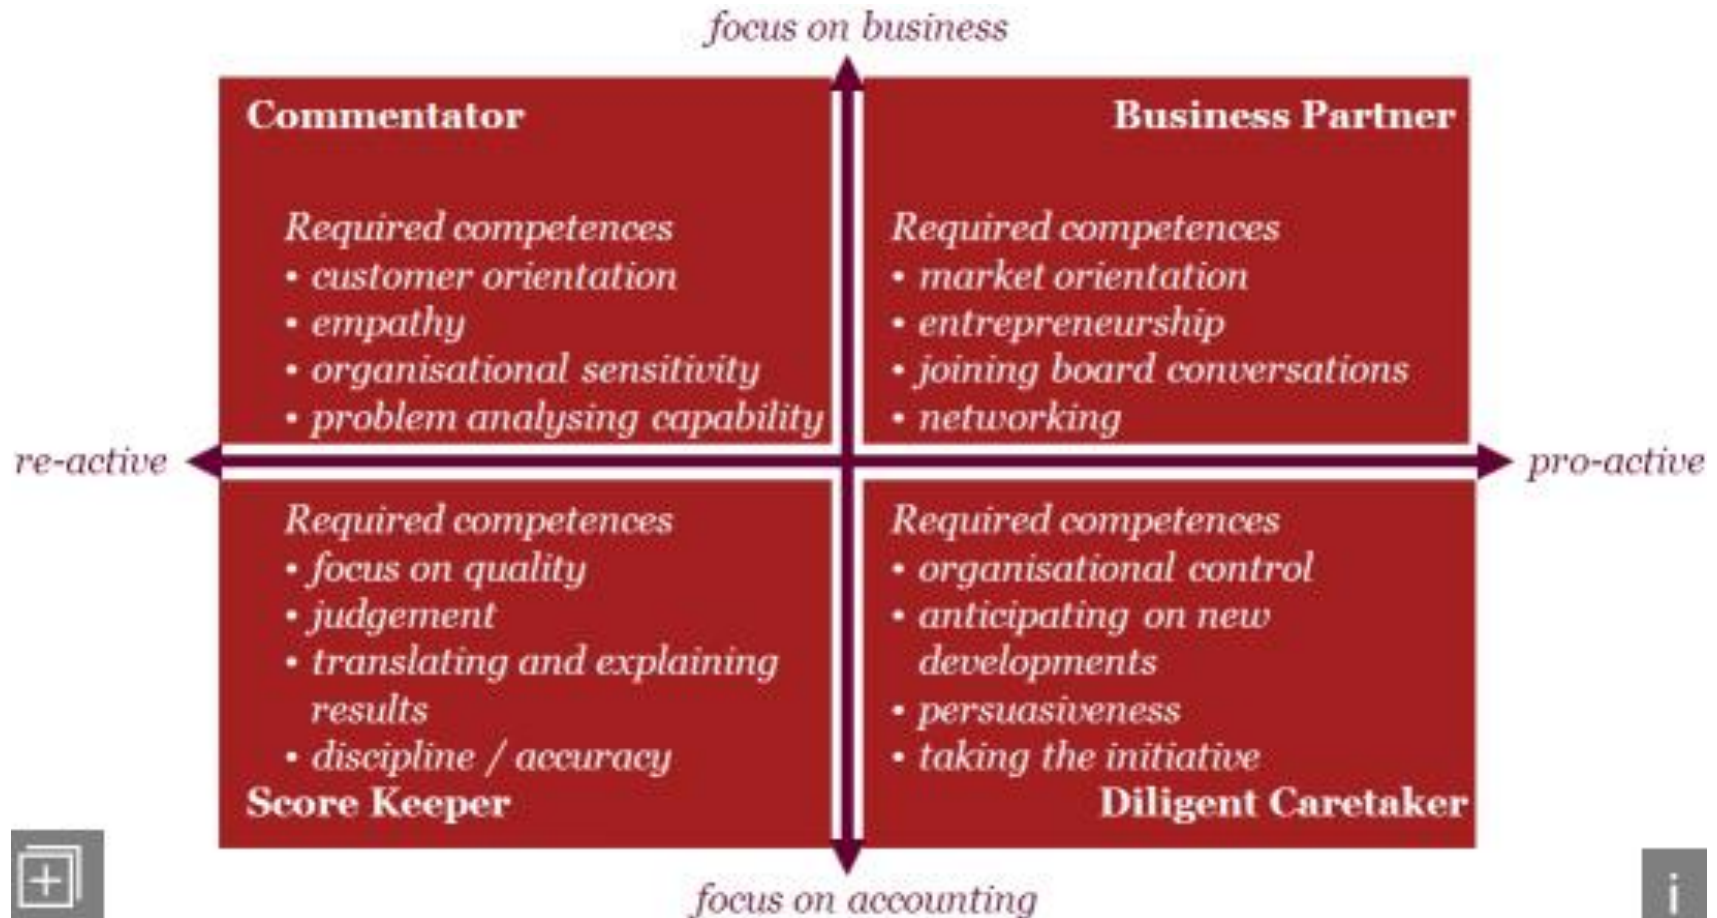 focus on business
Commentator
Required competences
• customer orientation
• empathy
• organisational sensitivity
• problem analysing capability
Business Partner
Required competences
• market orientation
• entrepreneurship
• joining board conversations
• networking
re-active
pro-active
Required competences
• focus on quality
• judgement
• translating and explaining
results
• discipline / accuracy
Score Keeper
Required competences
• organisational control
• anticipating on new
developments
• persuasiveness
• taking the initiative
Diligent Caretaker
focus on accounting
i